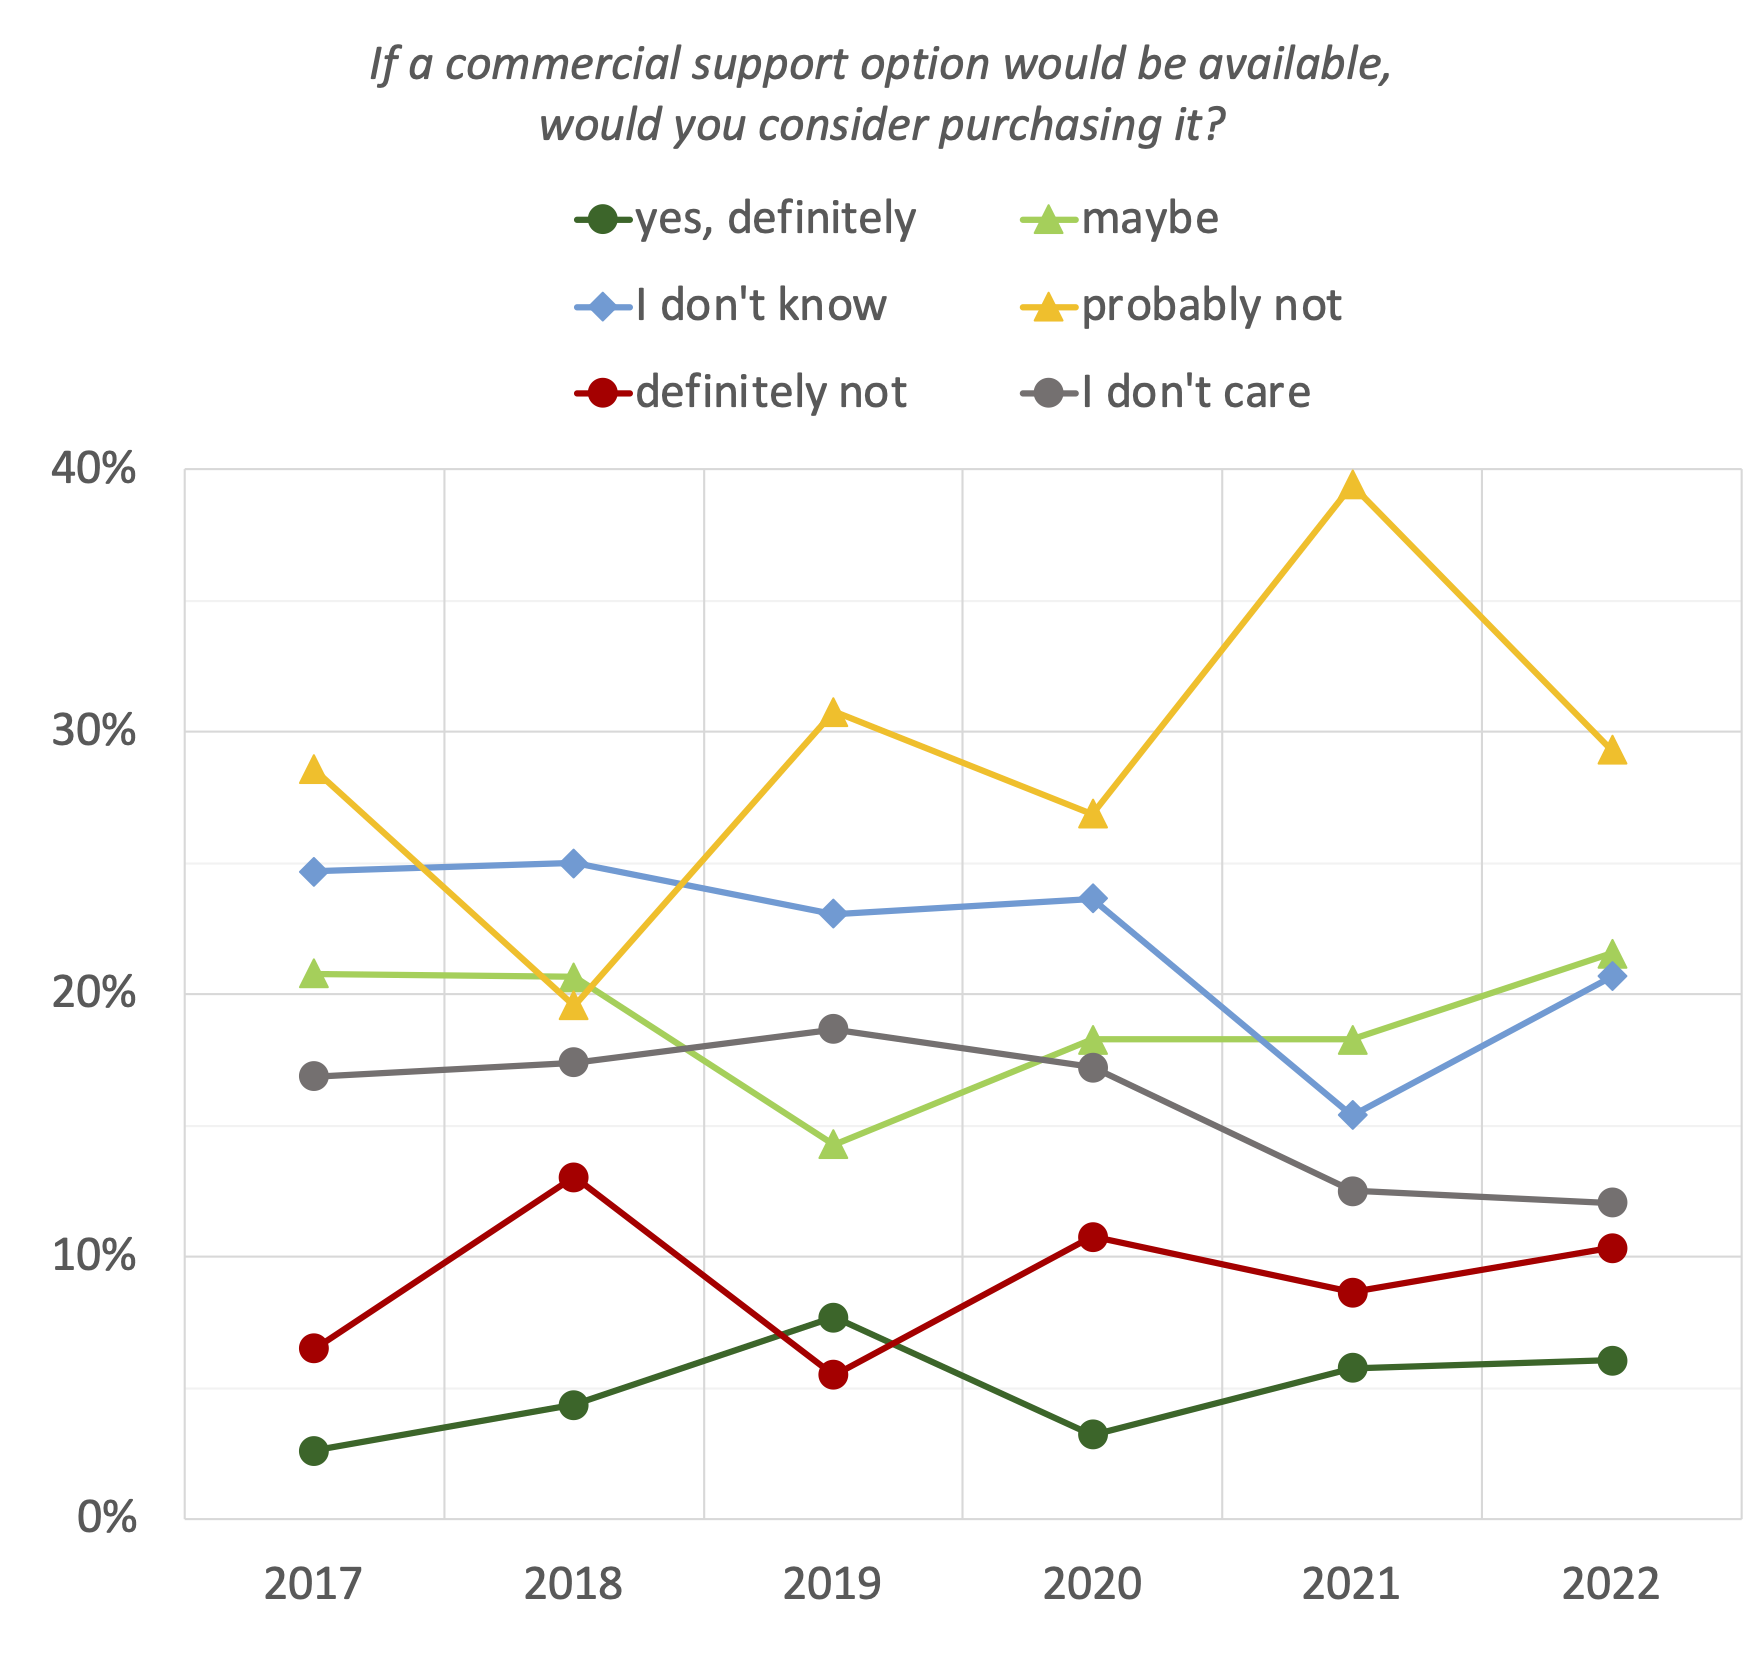 If a commercial support option would be available,
would you consider purchasing it?
yes, definitely
maybe
I don't know
probably not
definitely not
I don't care
40%
30%
20%
10%
0%
2017 2018 2019 2020 2021 2022